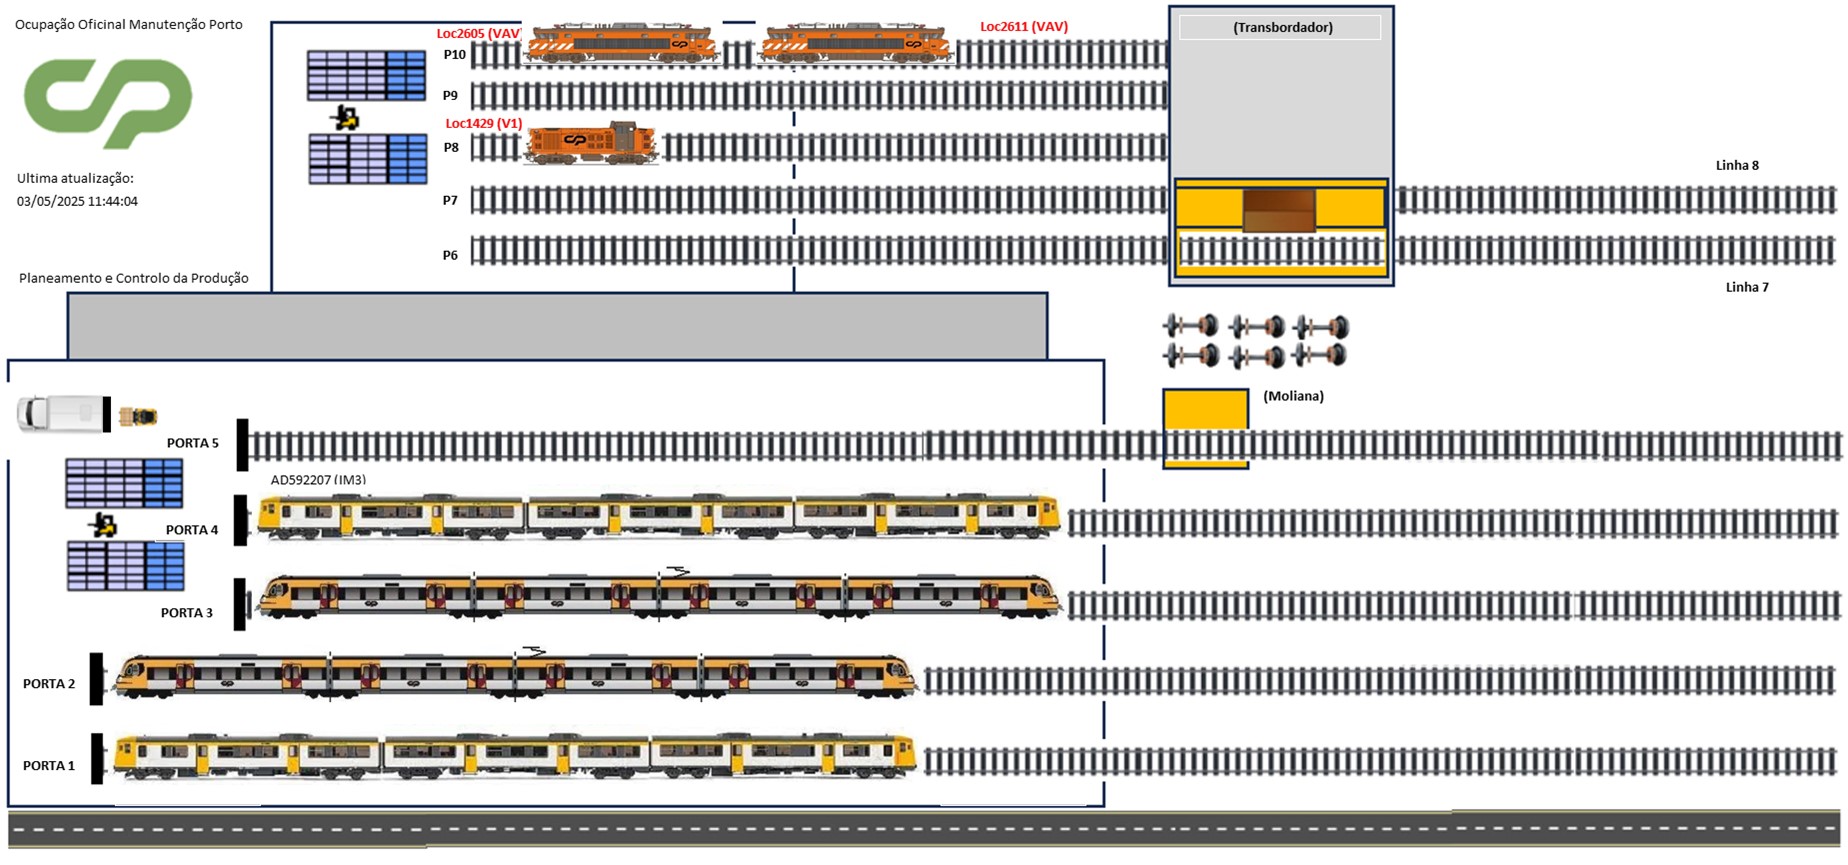 Ocupação Oficinal Manutenção Porto
Loc2605 (VAV)
Loc2611 (VAV)
(Transbordador)
P10
P9
Loc1429 (V1)
P8
Linha 8
Ultima atualização:
03/05/2025 11:44:04
P7
P6
Planeamento e Controlo da Produção
Linha 7
(Moliana)
PORTA 5
AD592207 (IM3)
PORTA 4
PORTA 3
PORTA 2
PORTA 1